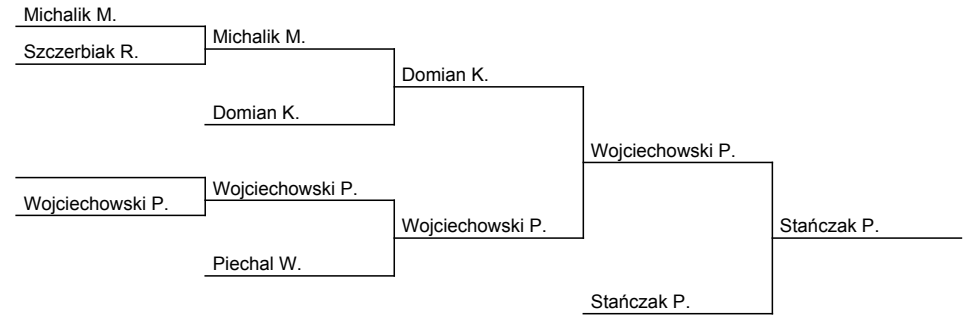 Michalik M.
Szczerbiak R.
Michalik M.
Domian K.
Domian K.
Wojciechowski P.
Wojciechowski P.
Piechal W.
Wojciechowski P.
Wojciechowski P.
Stańczak P.
Stańczak P.